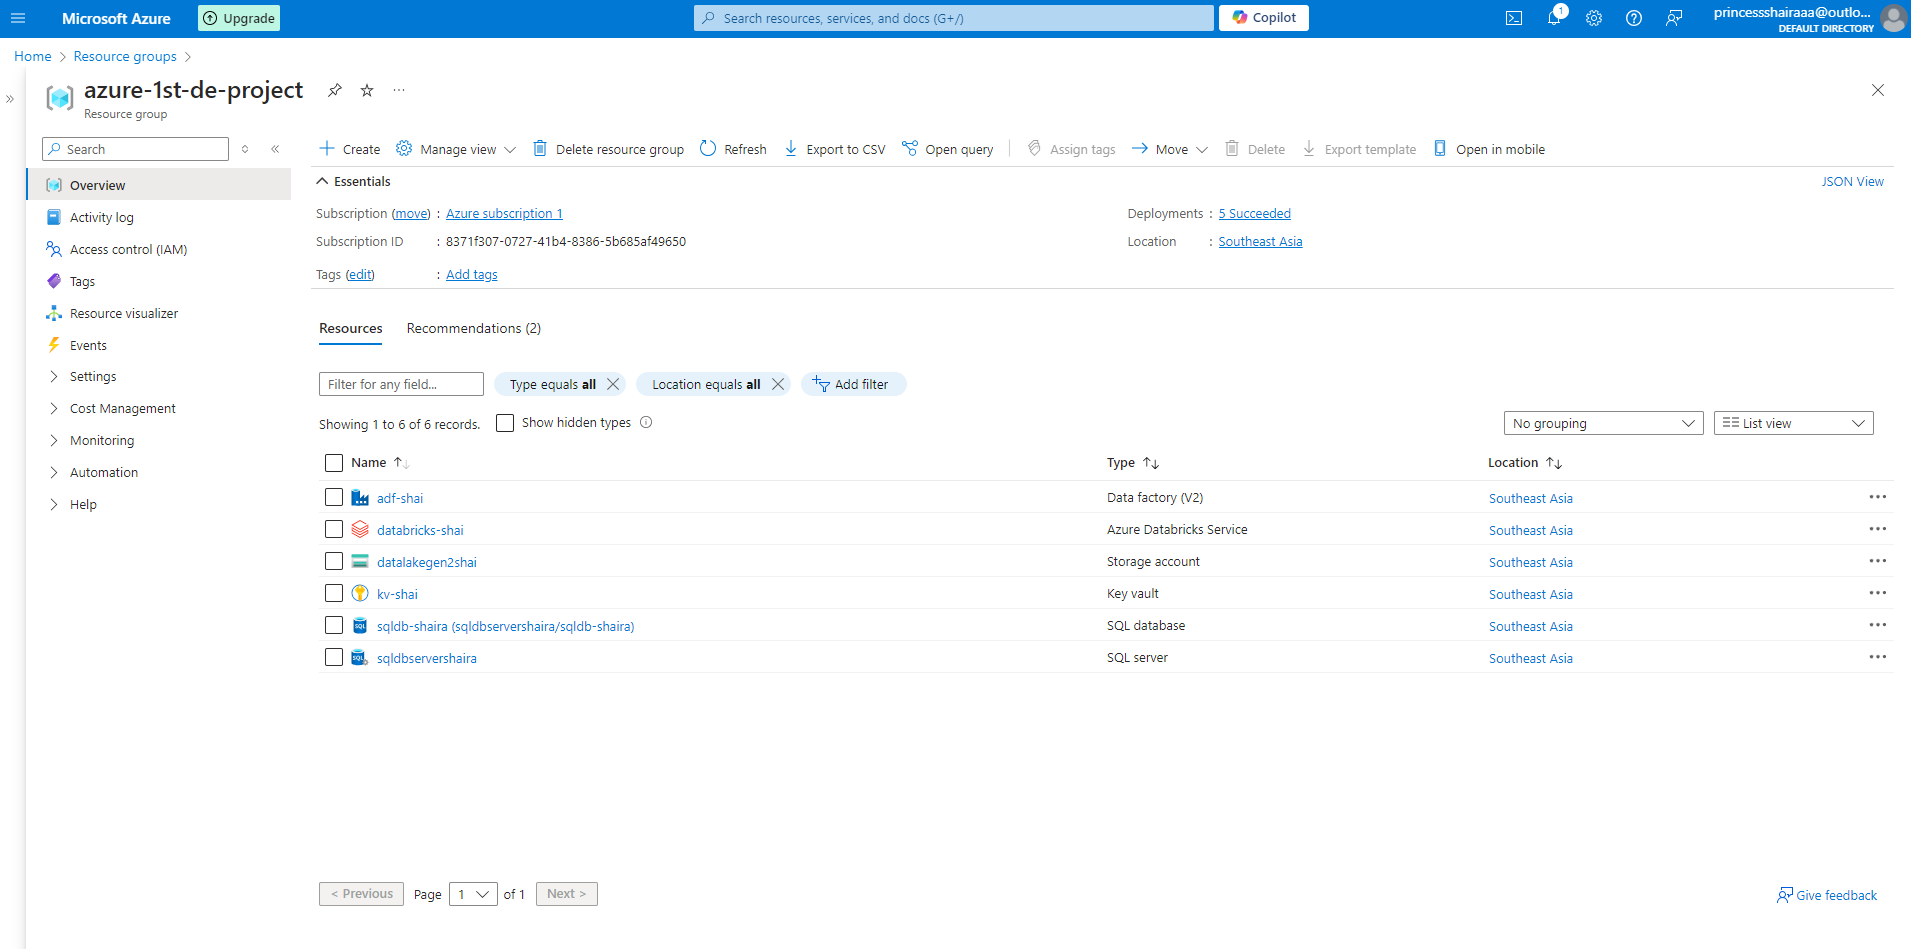 Microsoft Azure
Upgrade
Search resources, services, and docs (G+/)
Copilot
1
princessshairaaa@outlo...
DEFAULT DIRECTORY
Home > Resource groups >
azure-1st-de-project
Resource group
Search
Overview
Activity log
Access control (IAM)
Tags
Resource visualizer
Events
Settings
Cost Management
Monitoring
Automation
Help
Create Manage view Delete resource group Refresh Export to CSV Open query Assign tags Move Delete Export template Open in mobile
Essentials
JSON View
Subscription (move) : Azure subscription 1
Subscription ID : 8371f307-0727-41b4-8386-5b685af49650
Tags (edit) : Add tags
Deployments : 5 Succeeded
Location : Southeast Asia
Resources Recommendations (2)
Filter for any field... Type equals all Location equals all Add filter
Showing 1 to 6 of 6 records. Show hidden types No grouping List view
Name Type Location
adf-shai Data factory (V2) Southeast Asia
databricks-shai Azure Databricks Service Southeast Asia
datalakegen2shai Storage account Southeast Asia
kv-shai Key vault Southeast Asia
sqldb-shaira (sqldbservershaira/sqldb-shaira) SQL database Southeast Asia
sqldbservershaira SQL server Southeast Asia
< Previous Page 1 of 1 Next >
Give feedback